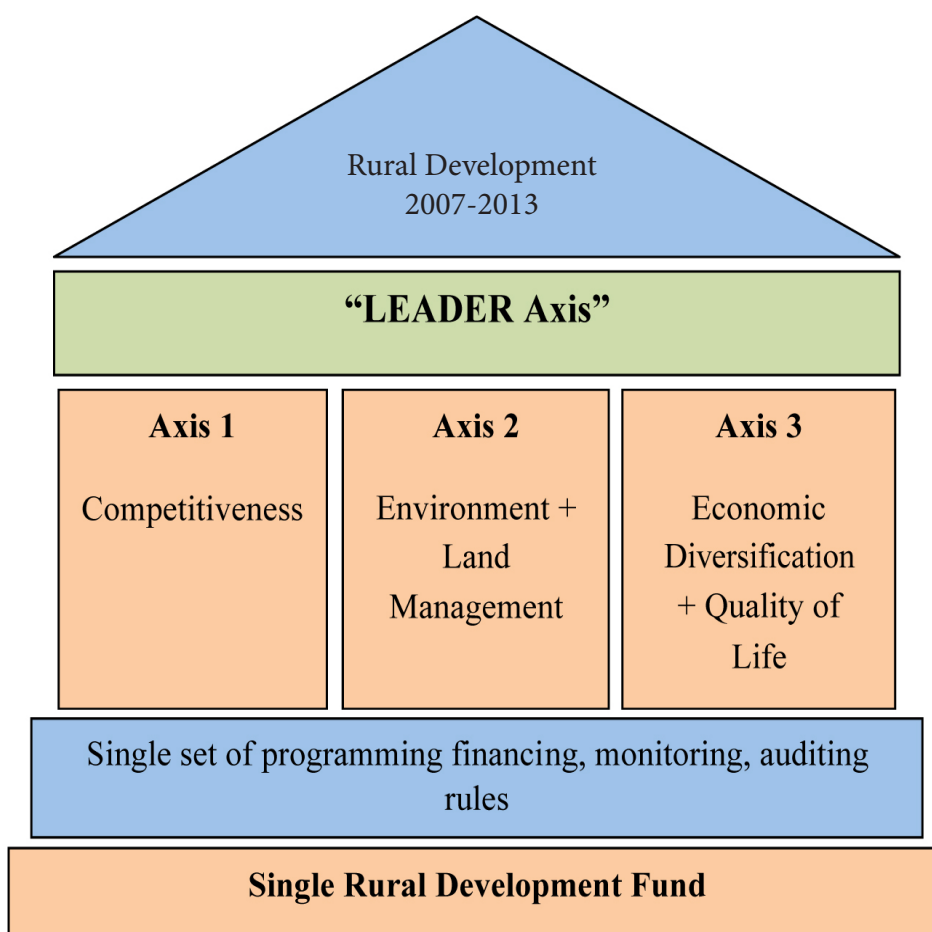 Rural Development
2007-2013
“LEADER Axis”
Axis 1
Competitiveness
Axis 2
Environment +
Land
Management
Axis 3
Economic
Diversification
+ Quality of
Life
Single set of programming financing, monitoring, auditing
rules
Single Rural Development Fund